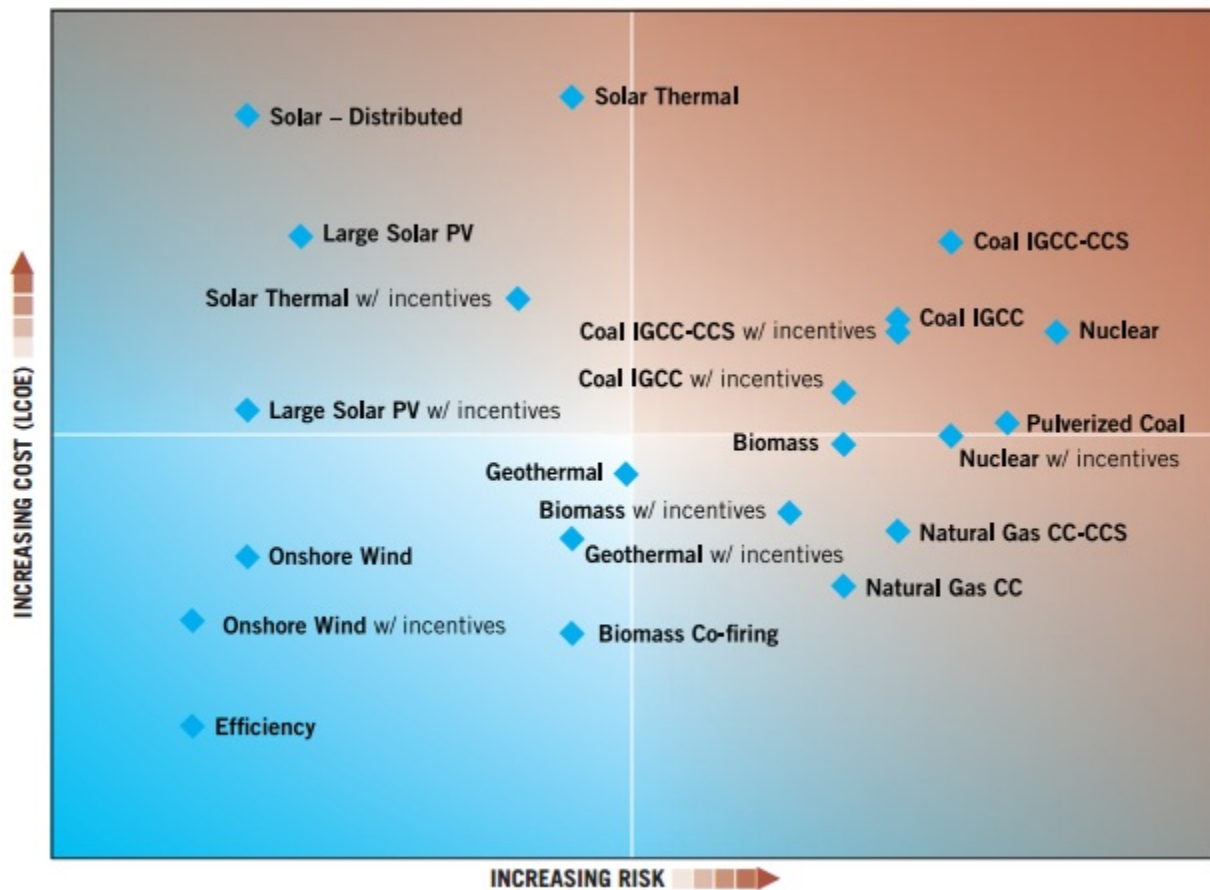 Solar Thermal
Solar – Distributed
Large Solar PV
Coal IGCC-CCS
Solar Thermal w/ incentives
Coal IGCC
Coal IGCC-CCS w/ incentives
Nuclear
Coal IGCC w/ incentives
Large Solar PV w/ incentives
Pulverized Coal
Biomass
Nuclear w/ incentives
Geothermal
Biomass w/ incentives
Natural Gas CC-CCS
Geothermal w/ incentives
Onshore Wind
Natural Gas CC
Onshore Wind w/ incentives
Biomass Co-firing
Efficiency
INCREASING COST (LCOE)
INCREASING RISK